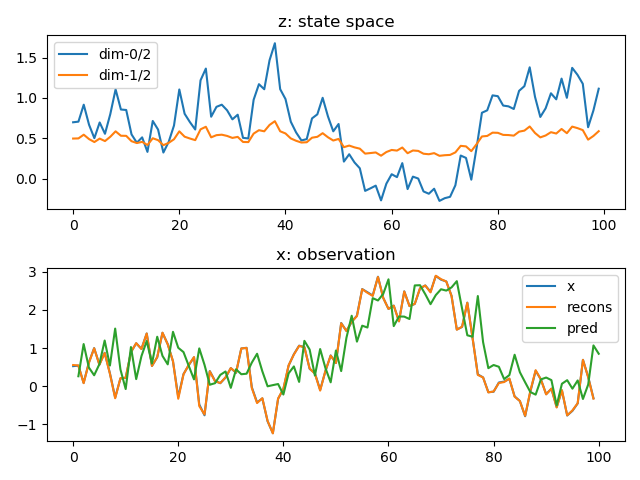 z: state space
dim-0/2
dim-1/2
1.5
1.0
0.5
0.0
0 20 40 60 80 100
x: observation
x
recons
pred
3
2
1
0
−1
0 20 40 60 80 100